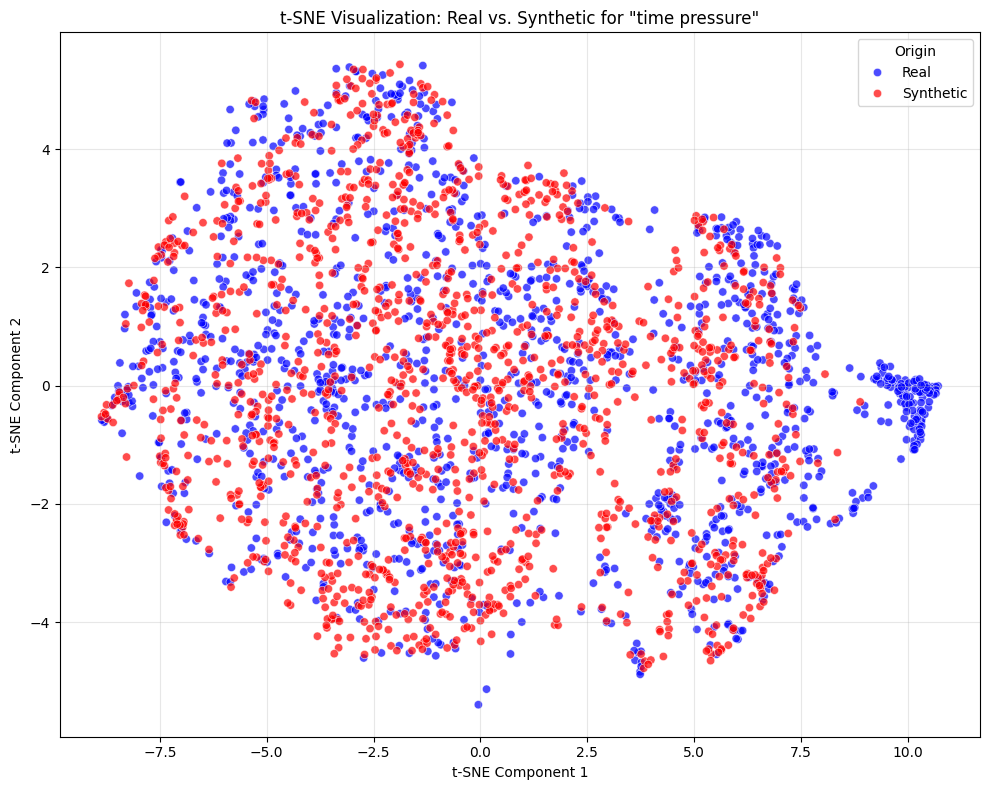 t-SNE Visualization: Real vs. Synthetic for "time pressure"
Origin
Real
Synthetic
t-SNE Component 2
4
2
0
−2
−4
−7.5
−5.0
−2.5
0.0
2.5
5.0
7.5
10.0
t-SNE Component 1